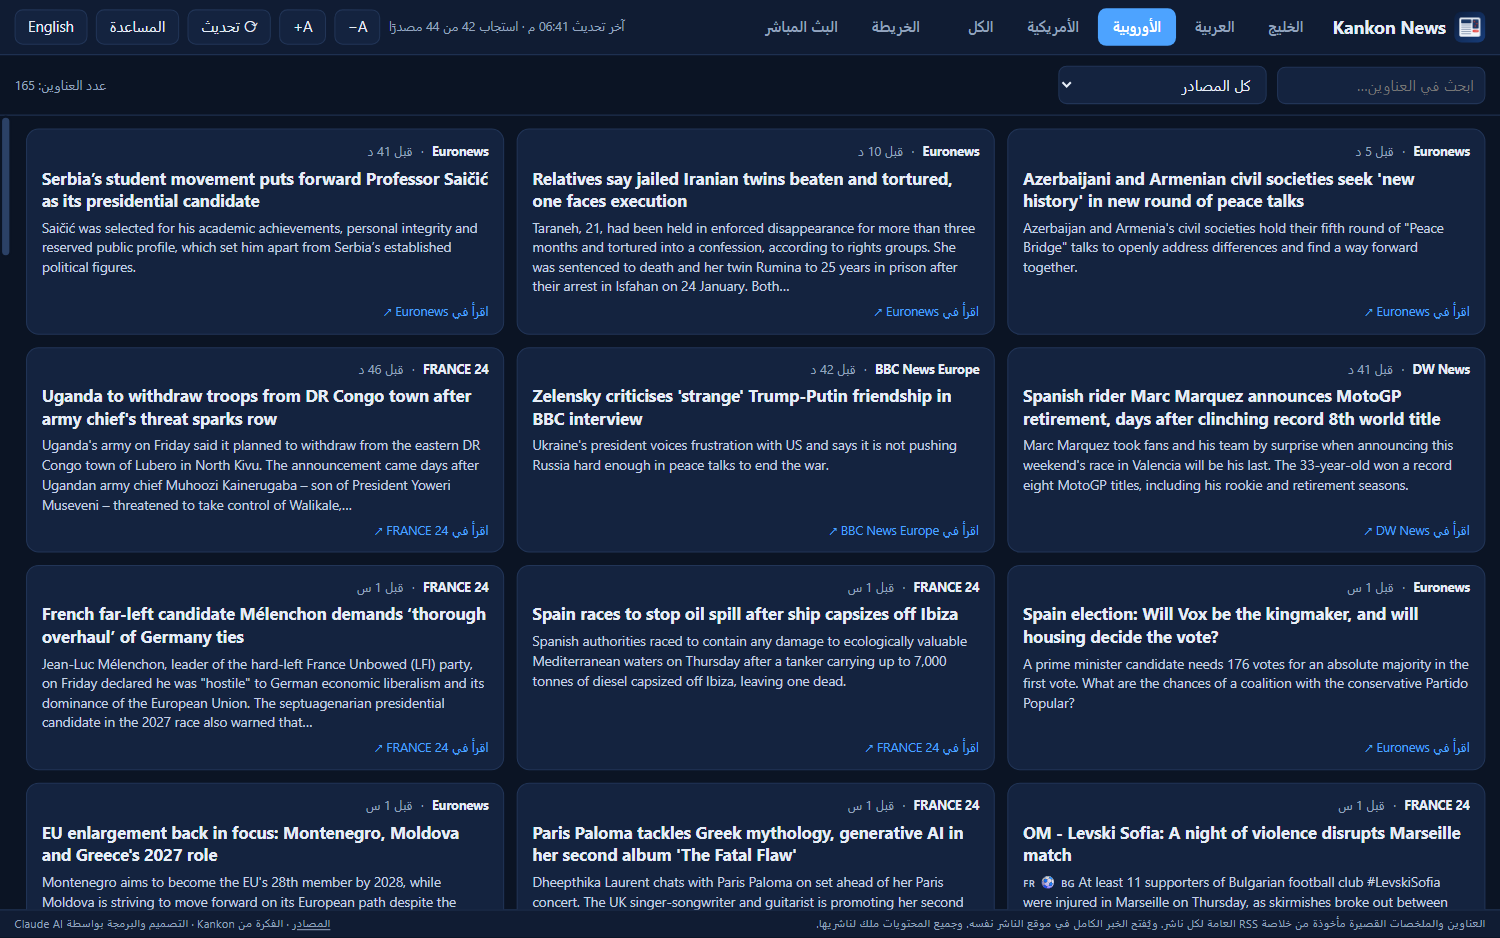 Kankon News
الخليج
العربية
الأوروبية
الأمريكية
الكل
الخريطة
البث المباشر
آخر تحديث 06:41 م · استجاب 42 من 44 مصدرًا
A−
A+
⟳ تحديث
المساعدة
English
ابحث في العناوين...
كل المصادر
عدد العناوين: 165
Euronews · قبل 5 د
Azerbaijani and Armenian civil societies seek 'new
history' in new round of peace talks
Azerbaijan and Armenia's civil societies hold their fifth round of "Peace
Bridge" talks to openly address differences and find a way forward
together.
اقرأ في Euronews ↗
Euronews · قبل 10 د
Relatives say jailed Iranian twins beaten and tortured,
one faces execution
Taraneh, 21, had been held in enforced disappearance for more than three
months and tortured into a confession, according to rights groups. She
was sentenced to death and her twin Rumina to 25 years in prison after
their arrest in Isfahan on 24 January. Both...
اقرأ في Euronews ↗
Euronews · قبل 41 د
Serbia’s student movement puts forward Professor Saičić
as its presidential candidate
Saičić was selected for his academic achievements, personal integrity and
reserved public profile, which set him apart from Serbia’s established
political figures.
اقرأ في Euronews ↗
DW News · قبل 41 د
Spanish rider Marc Marquez announces MotoGP
retirement, days after clinching record 8th world title
Marc Marquez took fans and his team by surprise when announcing this
weekend's race in Valencia will be his last. The 33-year-old won a record
eight MotoGP titles, including his rookie and retirement seasons.
اقرأ في DW News ↗
BBC News Europe · قبل 42 د
Zelensky criticises 'strange' Trump-Putin friendship in
BBC interview
Ukraine's president voices frustration with US and says it is not pushing
Russia hard enough in peace talks to end the war.
اقرأ في BBC News Europe ↗
FRANCE 24 · قبل 46 د
Uganda to withdraw troops from DR Congo town after
army chief's threat sparks row
Uganda's army on Friday said it planned to withdraw from the eastern DR
Congo town of Lubero in North Kivu. The announcement came days after
Ugandan army chief Muhoozi Kainerugaba – son of President Yoweri
Museveni – threatened to take control of Walikale,...
اقرأ في FRANCE 24 ↗
Euronews · قبل 1 س
Spain election: Will Vox be the kingmaker, and will
housing decide the vote?
A prime minister candidate needs 176 votes for an absolute majority in the
first vote. What are the chances of a coalition with the conservative Partido
Popular?
اقرأ في Euronews ↗
FRANCE 24 · قبل 1 س
Spain races to stop oil spill after ship capsizes off Ibiza
Spanish authorities raced to contain any damage to ecologically valuable
Mediterranean waters on Thursday after a tanker carrying up to 7,000
tonnes of diesel capsized off Ibiza, leaving one dead.
اقرأ في FRANCE 24 ↗
FRANCE 24 · قبل 1 س
French far-left candidate Mélenchon demands ‘thorough
overhaul’ of Germany ties
Jean-Luc Mélenchon, leader of the hard-left France Unbowed (LFI) party,
on Friday declared he was "hostile" to German economic liberalism and its
dominance of the European Union. The septuagenarian presidential
candidate in the 2027 race also warned that...
اقرأ في FRANCE 24 ↗
FRANCE 24 · قبل 1 س
OM - Levski Sofia: A night of violence disrupts Marseille
match
FR ⚽ BG At least 11 supporters of Bulgarian football club #LevskiSofia
were injured in Marseille on Thursday, as skirmishes broke out between
FRANCE 24 · قبل 1 س
Paris Paloma tackles Greek mythology, generative AI in
her second album 'The Fatal Flaw'
Dheepthika Laurent chats with Paris Paloma on set ahead of her Paris
concert. The UK singer-songwriter and guitarist is promoting her second
Euronews · قبل 1 س
EU enlargement back in focus: Montenegro, Moldova
and Greece's 2027 role
Montenegro aims to become the EU's 28th member by 2028, while
Moldova is striving to move forward on its European path despite the
العناوين والملخصات القصيرة مأخوذة من خلاصة RSS العامة لكل ناشر. ويُفتح الخبر الكامل في موقع الناشر نفسه. وجميع المحتويات ملك لناشريها.
المصادر · الفكرة من Kankon · التصميم والبرمجة بواسطة Claude AI